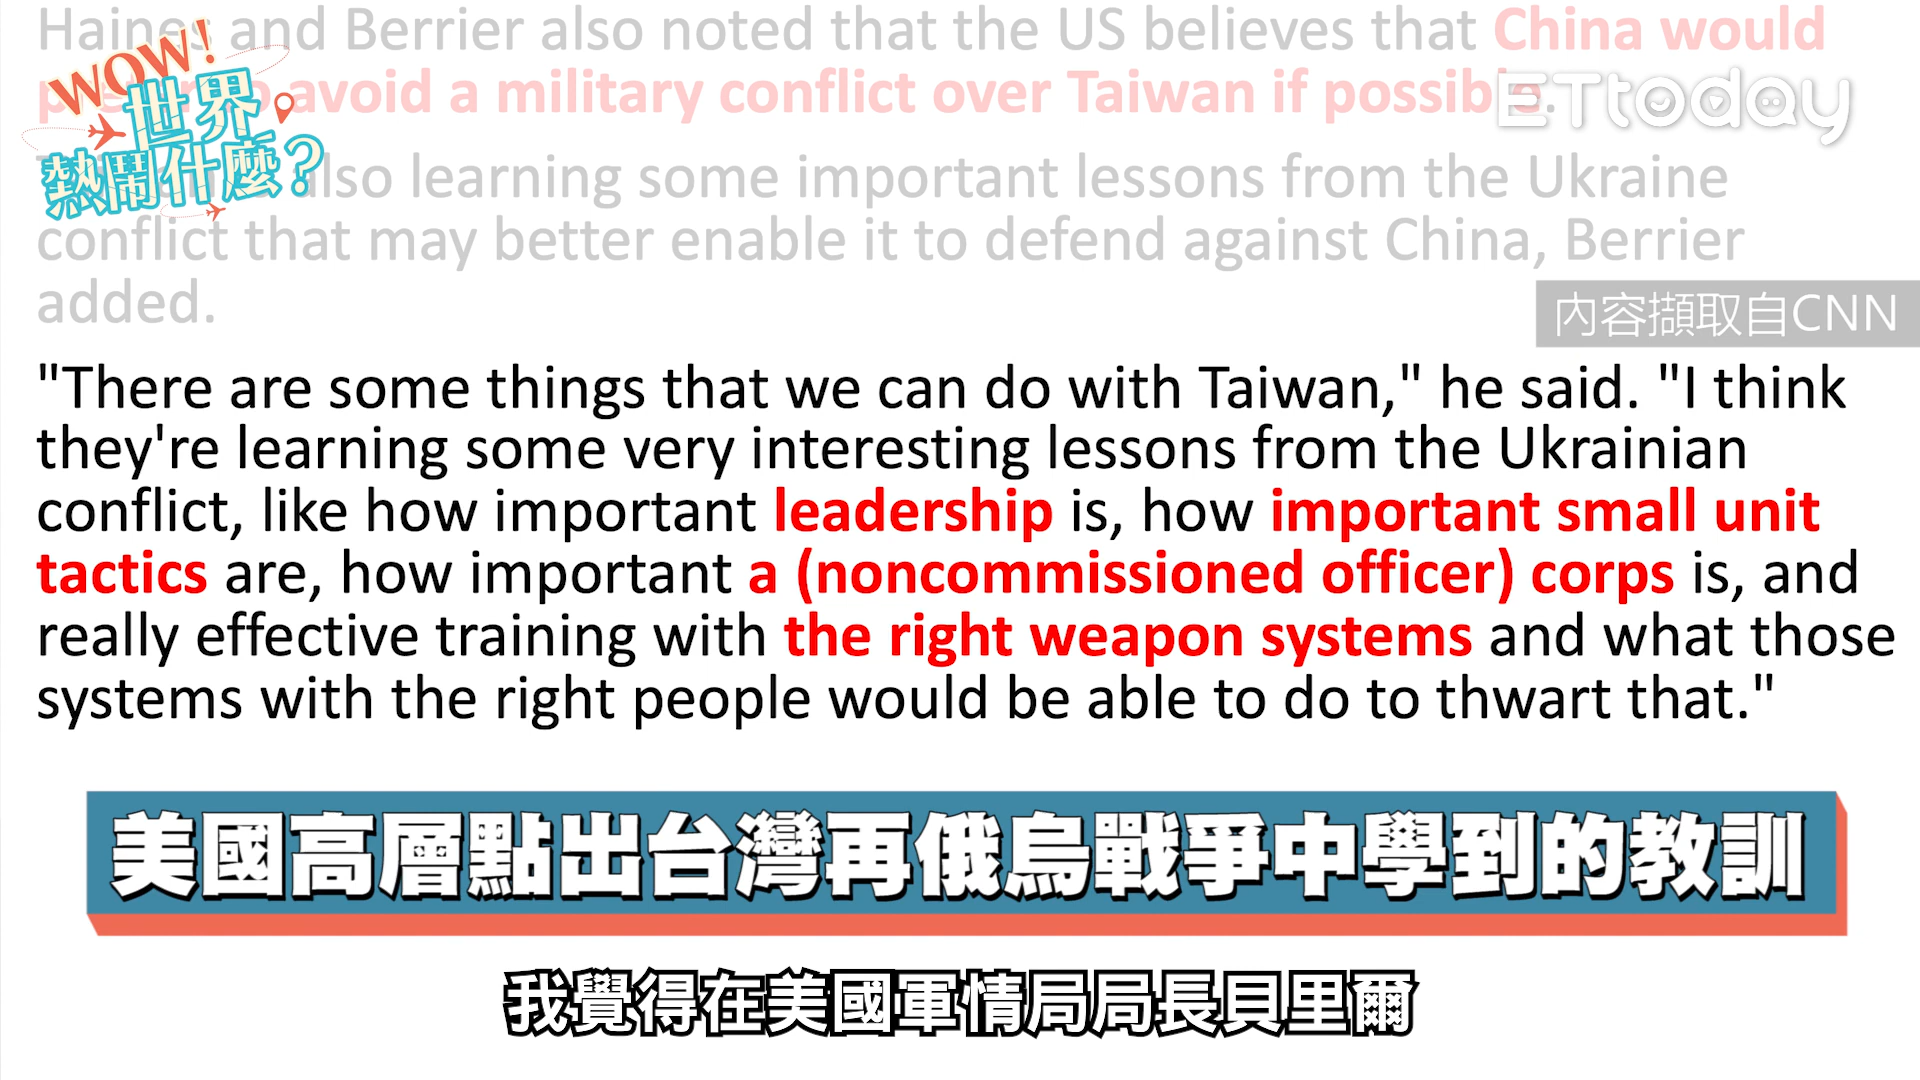 Haines and Berrier also noted that the US believes that China would
avoid a military conflict over Taiwan if possible.
WOW!
世界
熱鬧什麼?
ETtoday
also learning some important lessons from the Ukraine
conflict that may better enable it to defend against China, Berrier
added.
內容擷取自CNN
"There are some things that we can do with Taiwan," he said. "I think
they're learning some very interesting lessons from the Ukrainian
conflict, like how important leadership is, how important small unit
tactics are, how important a (noncommissioned officer) corps is, and
really effective training with the right weapon systems and what those
systems with the right people would be able to do to thwart that."
美國高層點出台灣再俄烏戰爭中學到的教訓
我覺得在美國軍情局局長貝里爾